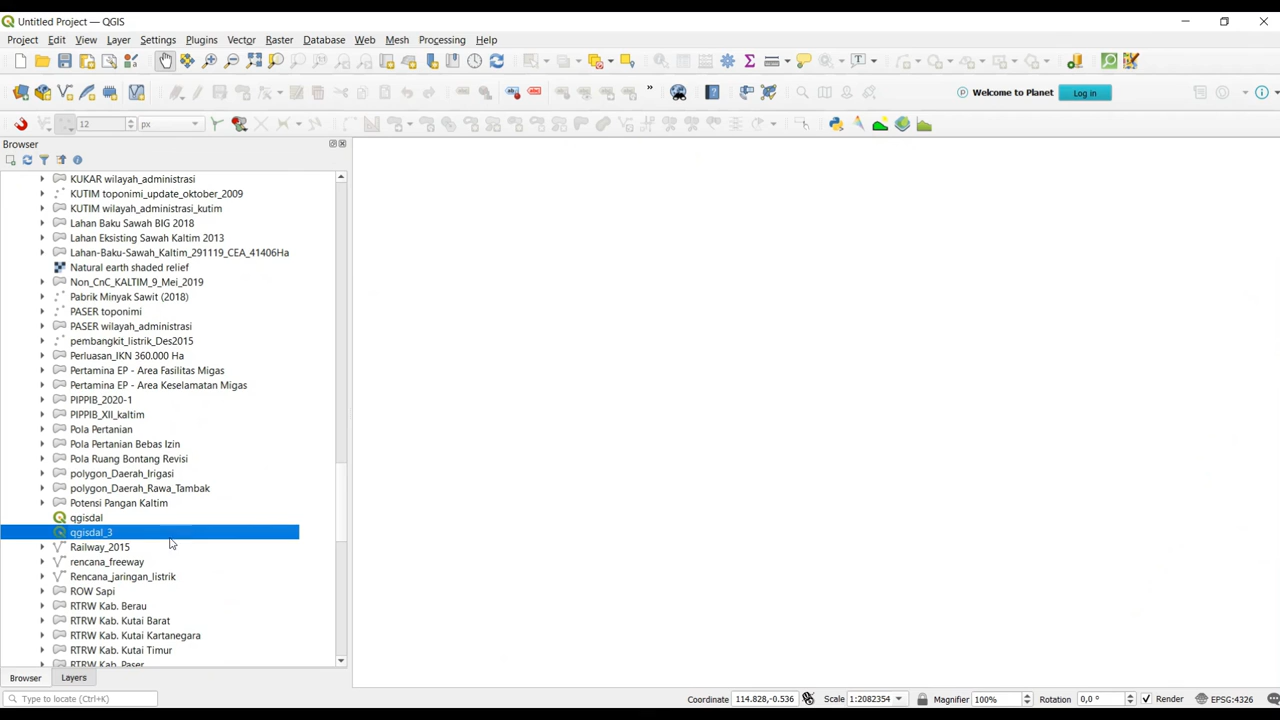 Untitled Project — QGIS
Project Edit View Layer Settings Plugins Vector Raster Database Web Mesh Processing Help
» Welcome to Planet Log in
12 px
Browser
KUKAR wilayah_administrasi
KUTIM toponimi_update_oktober_2009
KUTIM wilayah_administrasi_kutim
Lahan Baku Sawah BIG 2018
Lahan Eksisting Sawah Kaltim 2013
Lahan-Baku-Sawah_Kaltim_291119_CEA_41406Ha
Natural earth shaded relief
Non_CnC_KALTIM_9_Mei_2019
Pabrik Minyak Sawit (2018)
PASER toponimi
PASER wilayah_administrasi
pembangkit_listrik_Des2015
Perluasan_IKN 360.000 Ha
Pertamina EP - Area Fasilitas Migas
Pertamina EP - Area Keselamatan Migas
PIPPIB_2020-1
PIPPIB_XII_kaltim
Pola Pertanian
Pola Pertanian Bebas Izin
Pola Ruang Bontang Revisi
polygon_Daerah_Irigasi
polygon_Daerah_Rawa_Tambak
Potensi Pangan Kaltim
qgisdal
qgisdal_3
Railway_2015
rencana_freeway
Rencana_jaringan_listrik
ROW Sapi
RTRW Kab. Berau
RTRW Kab. Kutai Barat
RTRW Kab. Kutai Kartanegara
RTRW Kab. Kutai Timur
RTRW Kab. Paser
Browser Layers
Type to locate (Ctrl+K) Coordinate 114.828,-0.536 Scale 1:2082354 Magnifier 100% Rotation 0,0 ° Render EPSG:4326